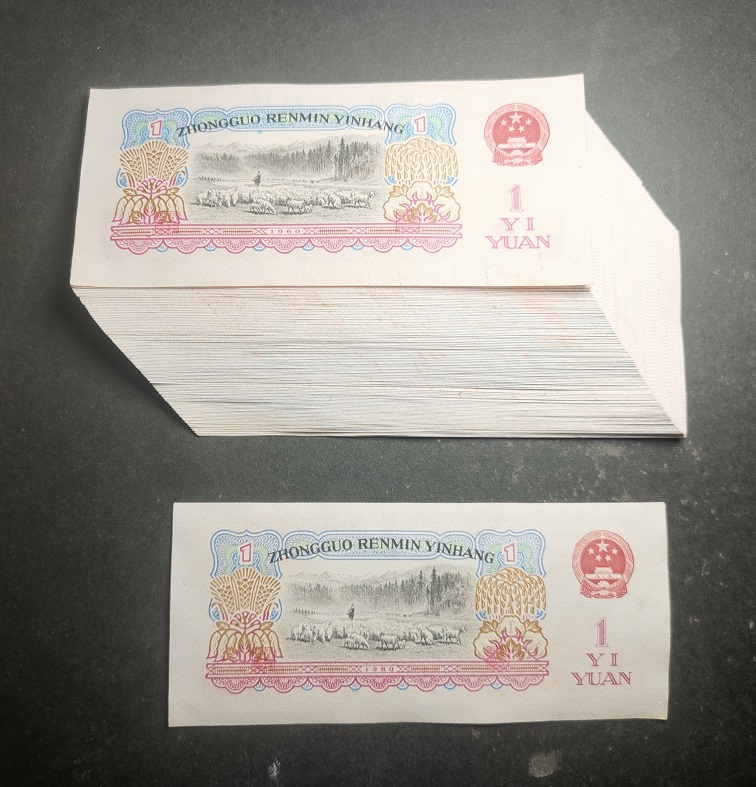 1 ZHONGGUO RENMIN YINHANG 1
1960
1
YI
YUAN
1 ZHONGGUO RENMIN YINHANG 1
1960
1
YI
YUAN